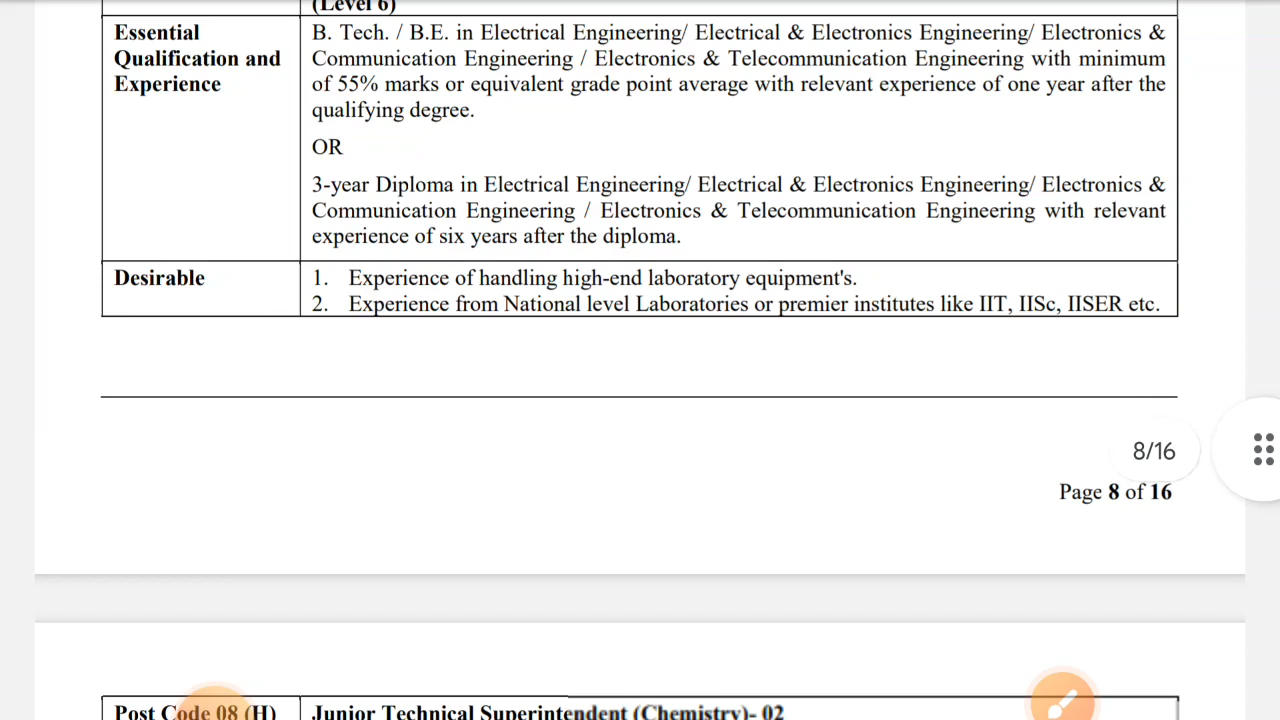 (Level 6)
Essential
Qualification and
Experience
B. Tech. / B.E. in Electrical Engineering/ Electrical & Electronics Engineering/ Electronics &
Communication Engineering / Electronics & Telecommunication Engineering with minimum
of 55% marks or equivalent grade point average with relevant experience of one year after the
qualifying degree.
OR
3-year Diploma in Electrical Engineering/ Electrical & Electronics Engineering/ Electronics &
Communication Engineering / Electronics & Telecommunication Engineering with relevant
experience of six years after the diploma.
Desirable
1. Experience of handling high-end laboratory equipment's.
2. Experience from National level Laboratories or premier institutes like IIT, IISc, IISER etc.
8/16
Page 8 of 16
Post Code 08 (H)
Junior Technical Superintendent (Chemistry)- 02